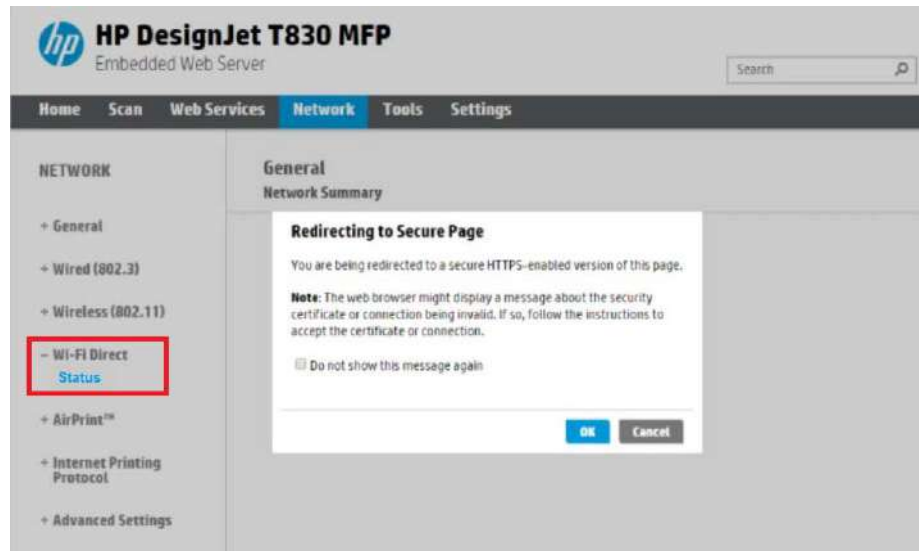 hp
HP DesignJet T830 MFP
Embedded Web Server
Search
Home Scan Web Services Network Tools Settings
NETWORK
+ General
+ Wired (802.3)
+ Wireless (802.11)
– Wi-Fi Direct
Status
+ AirPrint™
+ Internet Printing
Protocol
+ Advanced Settings
General
Network Summary
Redirecting to Secure Page
You are being redirected to a secure HTTPS-enabled version of this page.
Note: The web browser might display a message about the security
certificate or connection being invalid. If so, follow the instructions to
accept the certificate or connection.
Do not show this message again
OK Cancel